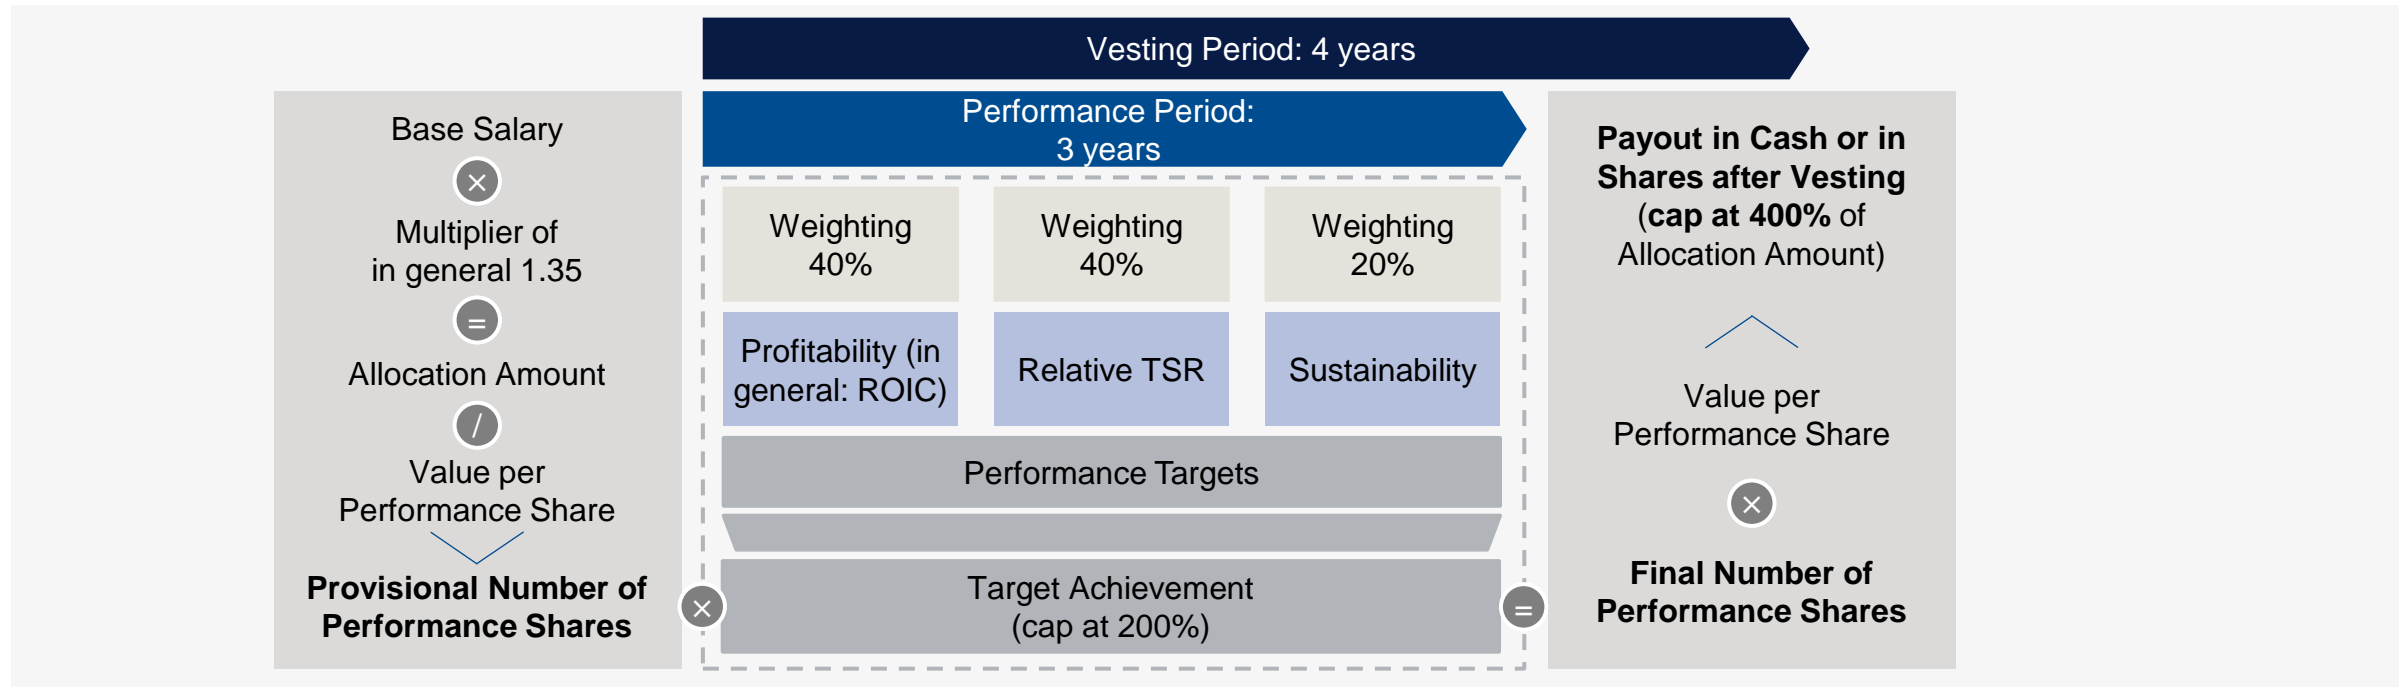 Vesting Period: 4 years
Base Salary
×
Multiplier of
in general 1.35
=
Allocation Amount
/
Value per
Performance Share
Provisional Number of
Performance Shares
×
Performance Period:
3 years
Weighting
40%
Weighting
40%
Weighting
20%
Profitability (in
general: ROIC)
Relative TSR
Sustainability
Performance Targets
Target Achievement
(cap at 200%)
=
Payout in Cash or in
Shares after Vesting
(cap at 400% of
Allocation Amount)
Value per
Performance Share
×
Final Number of
Performance Shares